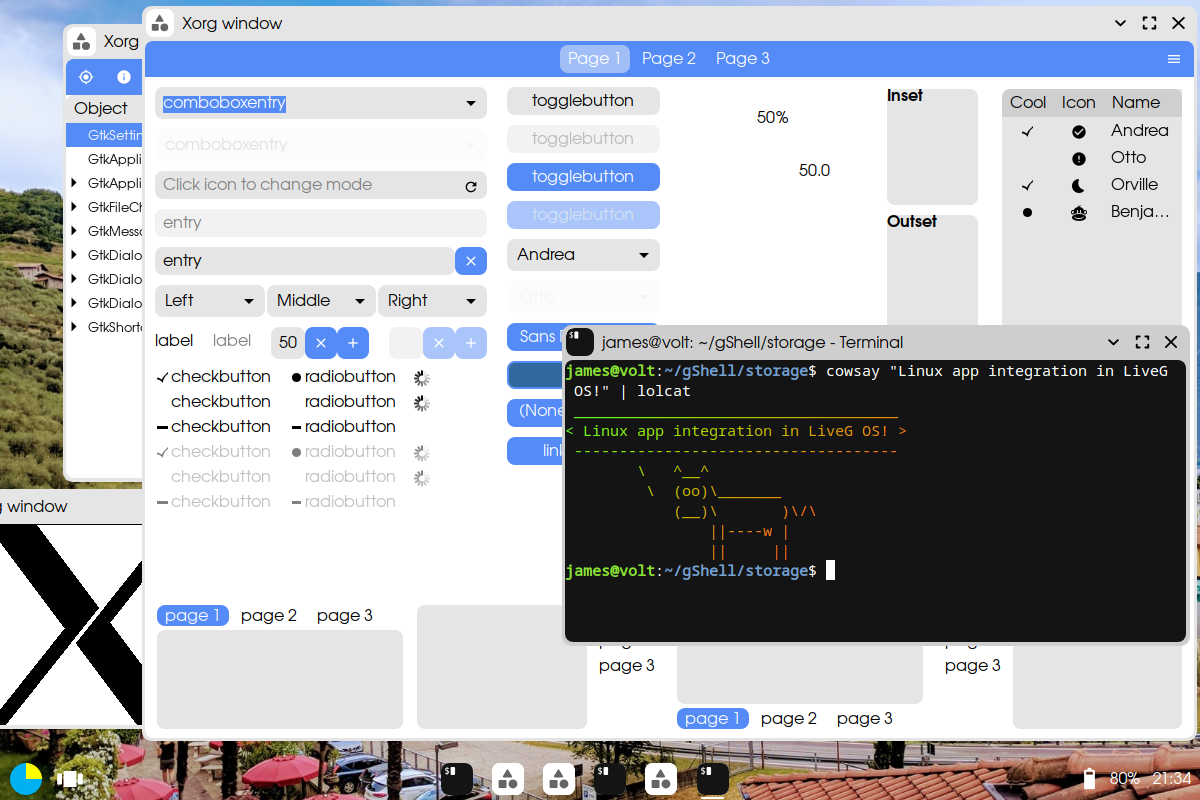 Xorg window
Xorg
Page 1 Page 2 Page 3
Object
GtkSettin
GtkAppli
GtkAppli
GtkFileCh
GtkMessa
GtkDialo
GtkDialo
GtkDialo
GtkShorto
g window
comboboxentry
comboboxentry
Click icon to change mode
entry
entry
Left Middle Right
label label 50
checkbutton radiobutton
checkbutton radiobutton
checkbutton radiobutton
checkbutton radiobutton
checkbutton radiobutton
checkbutton radiobutton
togglebutton
togglebutton
togglebutton
togglebutton
Andrea
Otto
Sans
(None
link
50%
50.0
Inset
Outset
Cool Icon Name
Andrea
Otto
Orville
Benja…
james@volt: ~/gShell/storage - Terminal
james@volt:~/gShell/storage$ cowsay "Linux app integration in LiveG
OS!" | lolcat
 ____________________________________
< Linux app integration in LiveG OS! >
 ------------------------------------
        \   ^__^
         \  (oo)\_______
            (__)\       )\/\
                ||----w |
                ||     ||
james@volt:~/gShell/storage$
page 1 page 2 page 3
page 3
page 1 page 2 page 3
page 3
80% 21:34